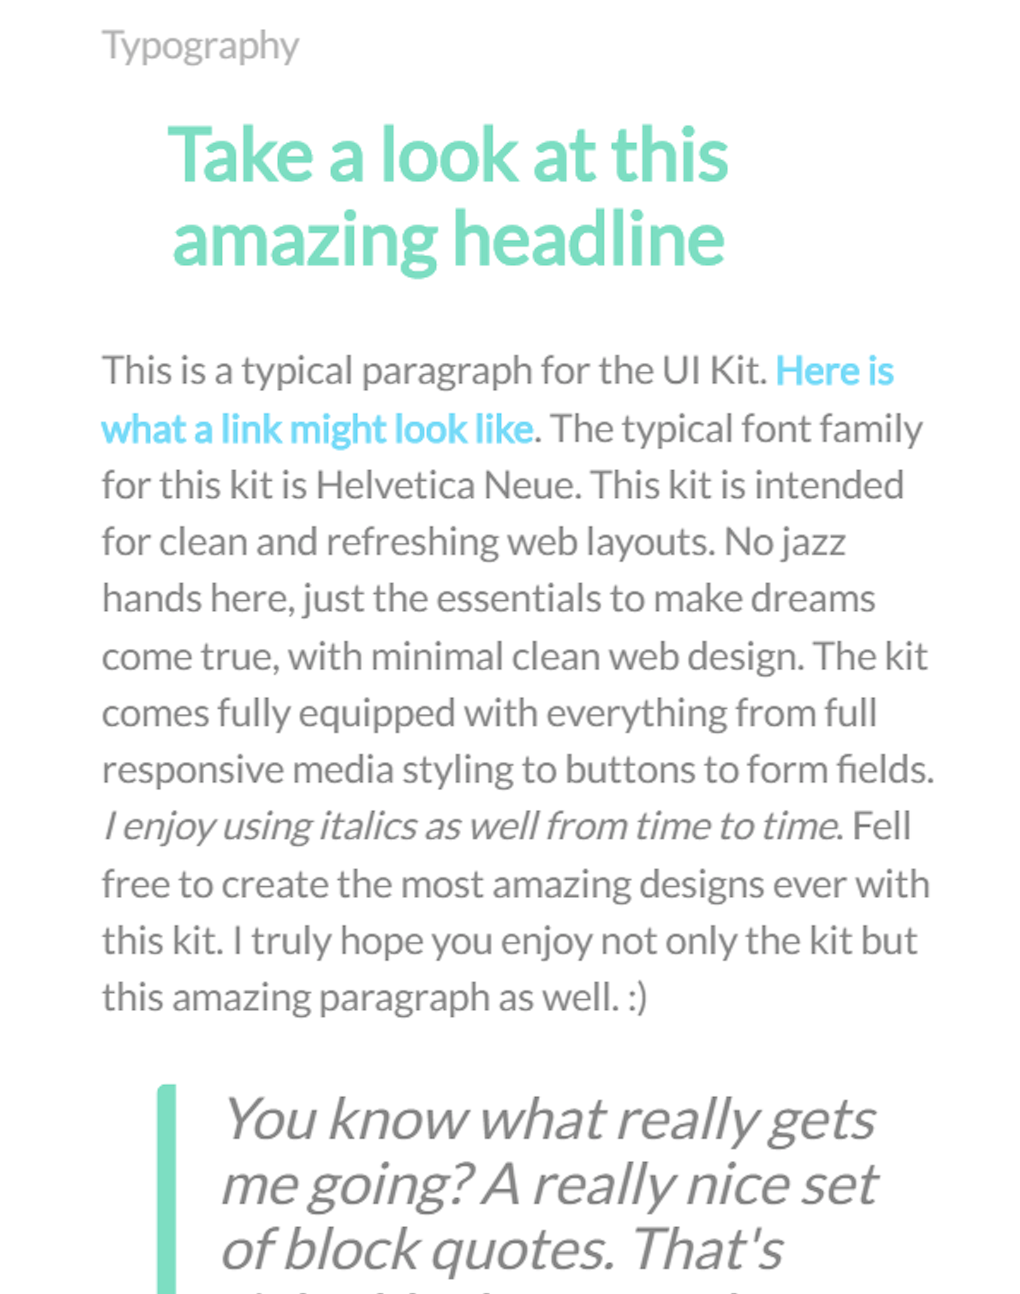 Typography
Take a look at this
amazing headline
This is a typical paragraph for the UI Kit. Here is
what a link might look like. The typical font family
for this kit is Helvetica Neue. This kit is intended
for clean and refreshing web layouts. No jazz
hands here, just the essentials to make dreams
come true, with minimal clean web design. The kit
comes fully equipped with everything from full
responsive media styling to buttons to form fields.
I enjoy using italics as well from time to time. Fell
free to create the most amazing designs ever with
this kit. I truly hope you enjoy not only the kit but
this amazing paragraph as well. :)
You know what really gets
me going? A really nice set
of block quotes. That's